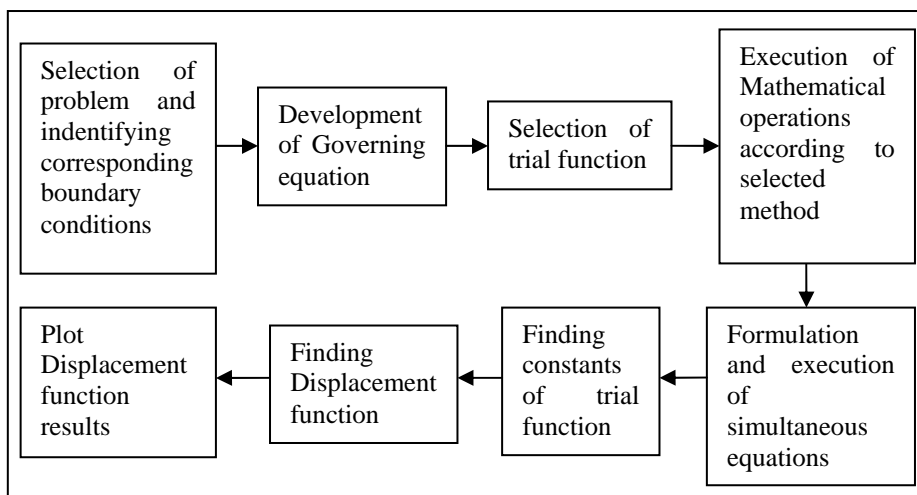 Selection of
problem and
indentifying
corresponding
boundary
conditions
Development
of Governing
equation
Selection of
trial function
Execution of
Mathematical
operations
according to
selected
method
Formulation
and execution
of
simultaneous
equations
Finding
constants
of trial
function
Finding
Displacement
function
Plot
Displacement
function
results